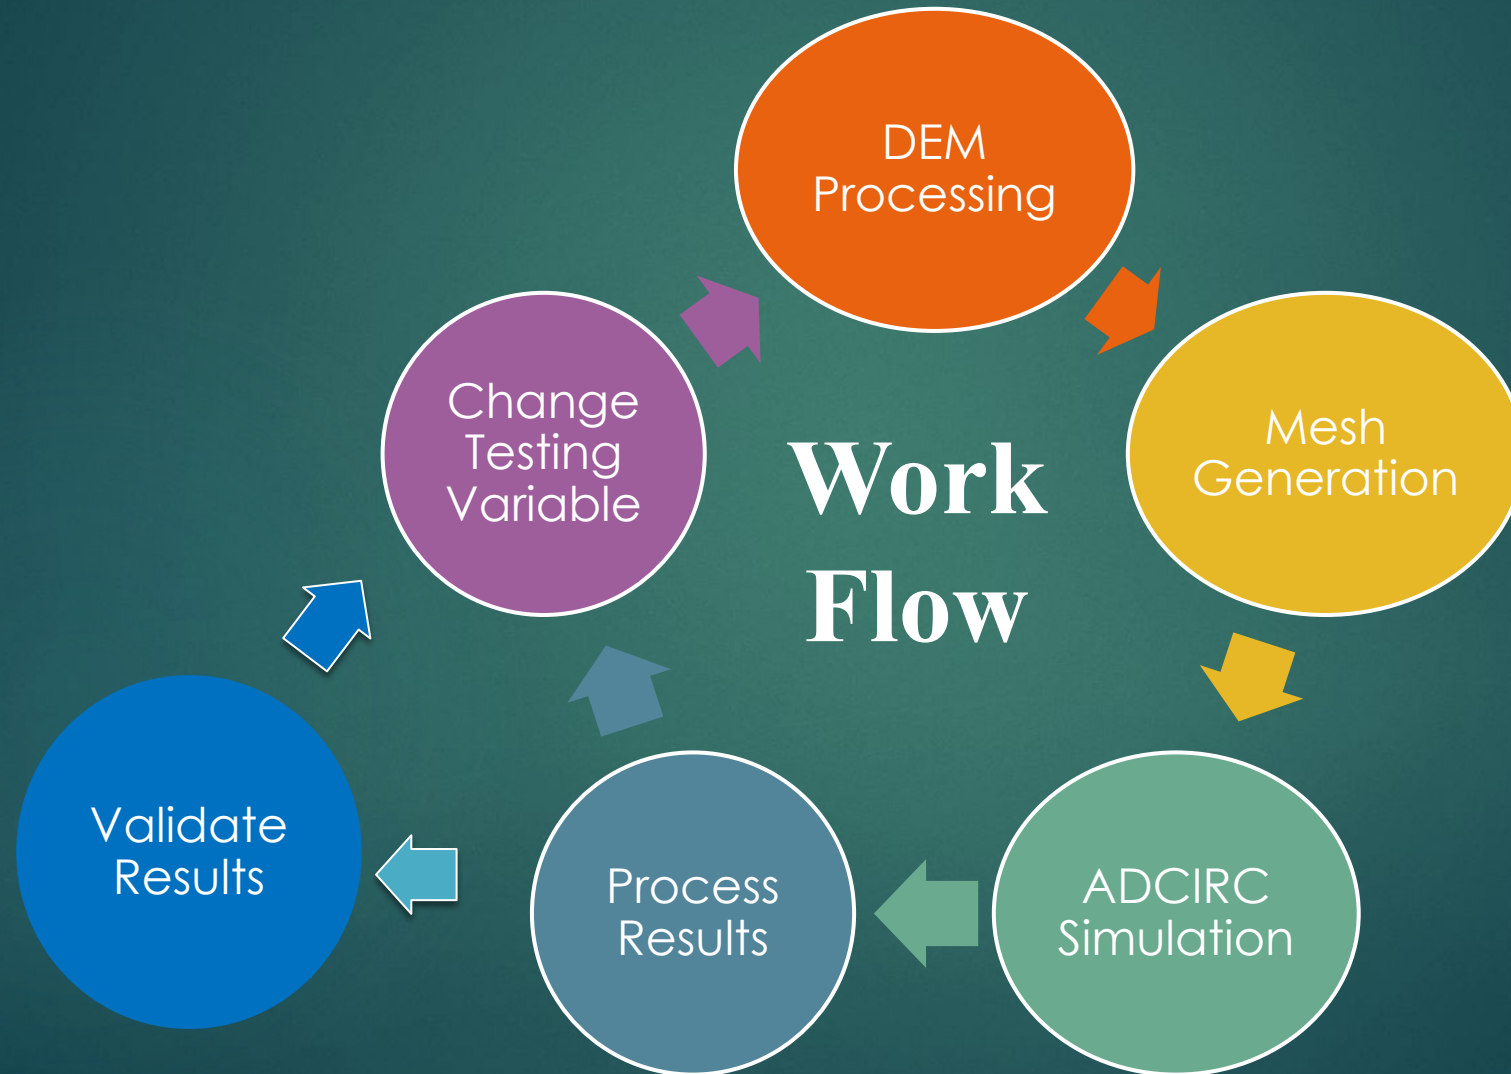 DEM
Processing
Mesh
Generation
ADCIRC
Simulation
Process
Results
Validate
Results
Change
Testing
Variable
Work
Flow